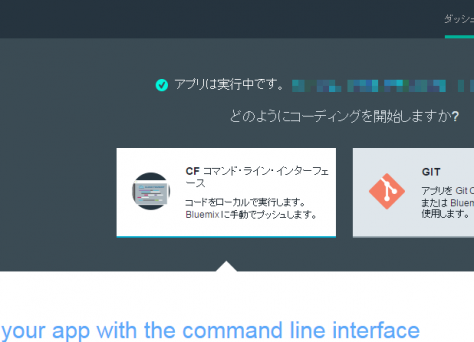 ダッシュ
アプリは実行中です。
どのようにコーディングを開始しますか?
CF コマンド・ライン・インターフェ
ース
コードをローカルで実行します。
Bluemix に手動でプッシュします。
GIT
アプリを Git C
または Bluem
使用します。
your app with the command line interface